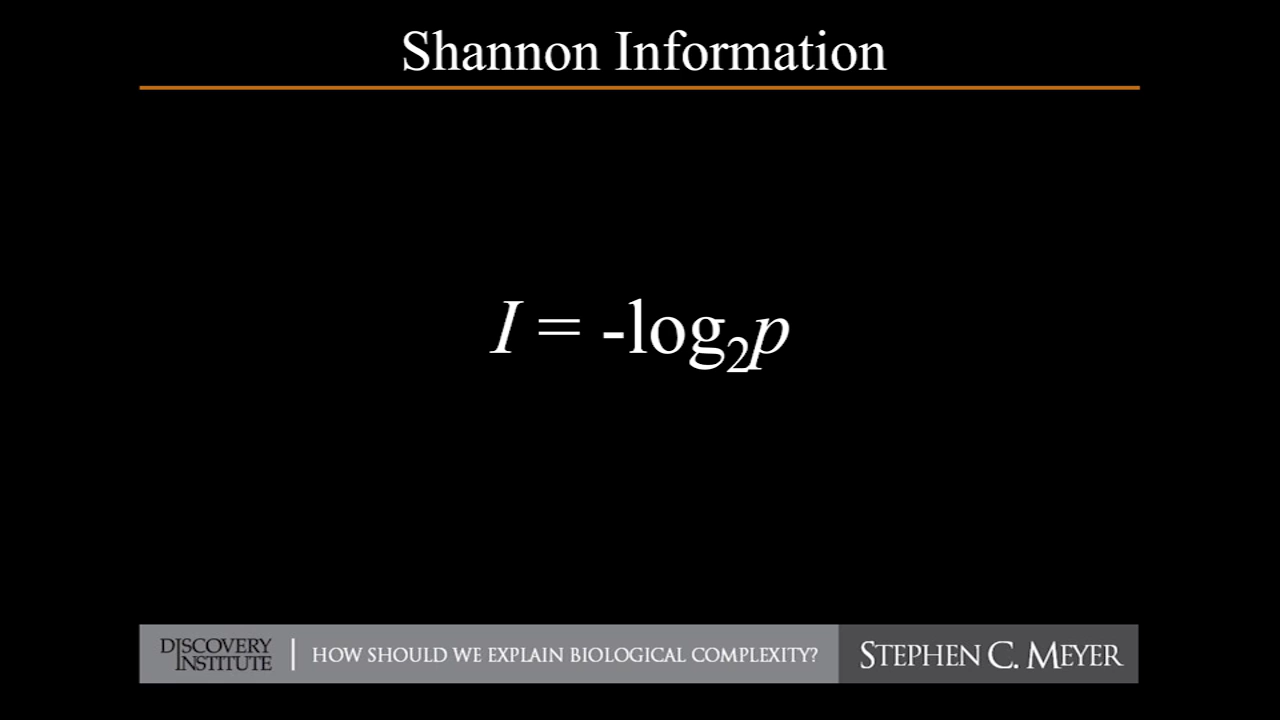 Shannon Information
I = -log₂p
DISCOVERY
INSTITUTE
HOW SHOULD WE EXPLAIN BIOLOGICAL COMPLEXITY?
STEPHEN C. MEYER